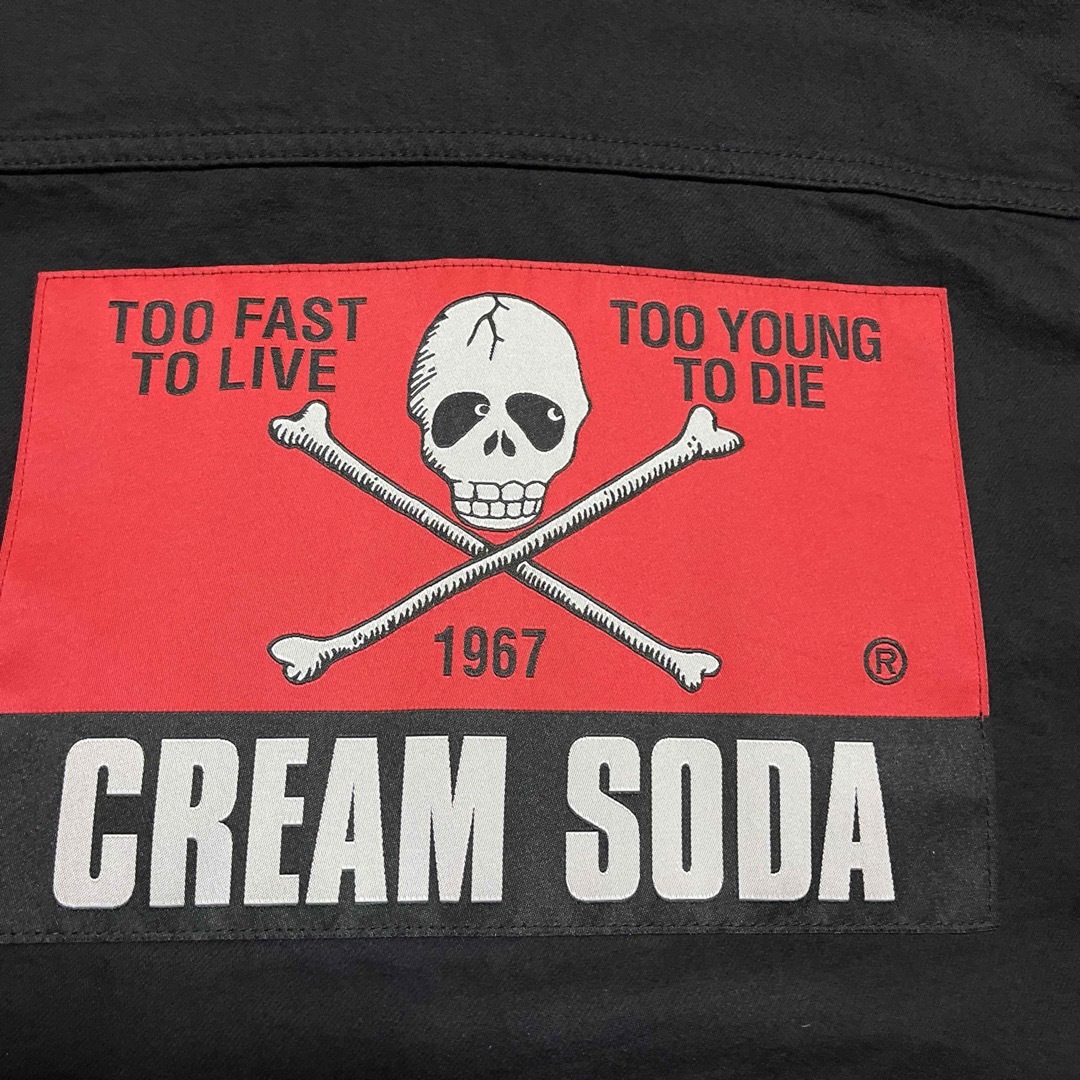 TOO FAST
TO LIVE
TOO YOUNG
TO DIE
1967
®
CREAM SODA